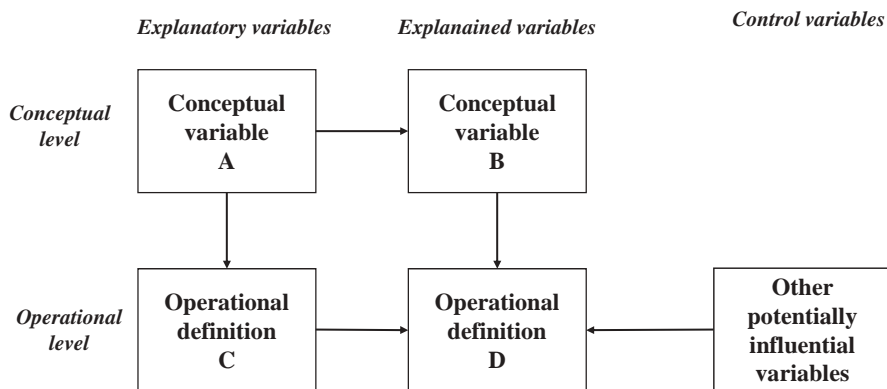 Explanatory variables
Explanained variables
Control variables
Conceptual
level
Conceptual
variable
A
Conceptual
variable
B
Operational
level
Operational
definition
C
Operational
definition
D
Other
potentially
influential
variables